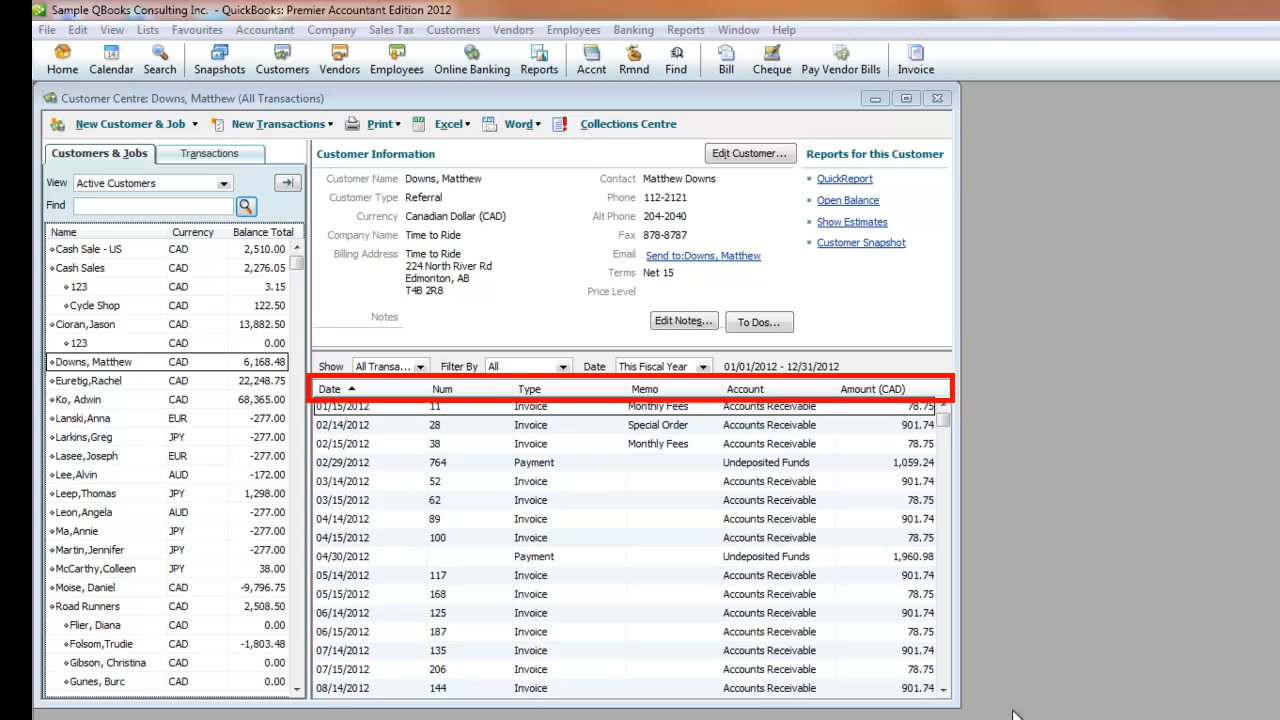 Sample QBooks Consulting Inc. - QuickBooks: Premier Accountant Edition 2012
File Edit View Lists Favourites Accountant Company Sales Tax Customers Vendors Employees Banking Reports Window Help
Home Calendar Search Snapshots Customers Vendors Employees Online Banking Reports Accnt Rmnd Find Bill Cheque Pay Vendor Bills Invoice
Customer Centre: Downs, Matthew (All Transactions)
New Customer & Job New Transactions Print Excel Word Collections Centre
Customers & Jobs Transactions
View Active Customers
Find
Name Currency Balance Total
Cash Sale - US CAD 2,510.00
Cash Sales CAD 2,276.05
123 CAD 3.15
Cycle Shop CAD 122.50
Cioran,Jason CAD 13,882.50
123 CAD 0.00
Downs, Matthew CAD 6,168.48
Euretig,Rachel CAD 22,248.75
Ko, Adwin CAD 68,365.00
Lanski,Anna EUR -277.00
Larkins,Greg JPY -277.00
Lasee,Joseph EUR -277.00
Lee,Alvin AUD -172.00
Leep,Thomas JPY 1,298.00
Leon,Angela AUD -277.00
Ma,Annie JPY -277.00
Martin,Jennifer JPY -277.00
McCarthy,Colleen JPY 38.00
Moise, Daniel CAD -9,796.75
Road Runners CAD 2,508.50
Flier, Diana CAD 0.00
Folsom,Trudie CAD -1,803.48
Gibson, Christina CAD 0.00
Gunes, Burc CAD 0.00
Customer Information Edit Customer...
Customer Name Downs, Matthew
Customer Type Referral
Currency Canadian Dollar (CAD)
Company Name Time to Ride
Billing Address Time to Ride
224 North River Rd
Edmonton, AB
T4B 2R8
Notes
Contact Matthew Downs
Phone 112-2121
Alt Phone 204-2040
Fax 878-8787
Email Send to:Downs, Matthew
Terms Net 15
Price Level
Edit Notes... To Dos...
Reports for this Customer
QuickReport
Open Balance
Show Estimates
Customer Snapshot
Show All Transa... Filter By All Date This Fiscal Year 01/01/2012 - 12/31/2012
Date Num Type Memo Account Amount (CAD)
01/15/2012 11 Invoice Monthly Fees Accounts Receivable 78.75
02/14/2012 28 Invoice Special Order Accounts Receivable 901.74
02/15/2012 38 Invoice Monthly Fees Accounts Receivable 78.75
02/29/2012 764 Payment Undeposited Funds 1,059.24
03/14/2012 52 Invoice Accounts Receivable 901.74
03/15/2012 62 Invoice Accounts Receivable 78.75
04/14/2012 89 Invoice Accounts Receivable 901.74
04/15/2012 100 Invoice Accounts Receivable 78.75
04/30/2012 Payment Undeposited Funds 1,960.98
05/14/2012 117 Invoice Accounts Receivable 901.74
05/15/2012 168 Invoice Accounts Receivable 78.75
06/14/2012 125 Invoice Accounts Receivable 901.74
06/15/2012 187 Invoice Accounts Receivable 78.75
07/14/2012 135 Invoice Accounts Receivable 901.74
07/15/2012 206 Invoice Accounts Receivable 78.75
08/14/2012 144 Invoice Accounts Receivable 901.74